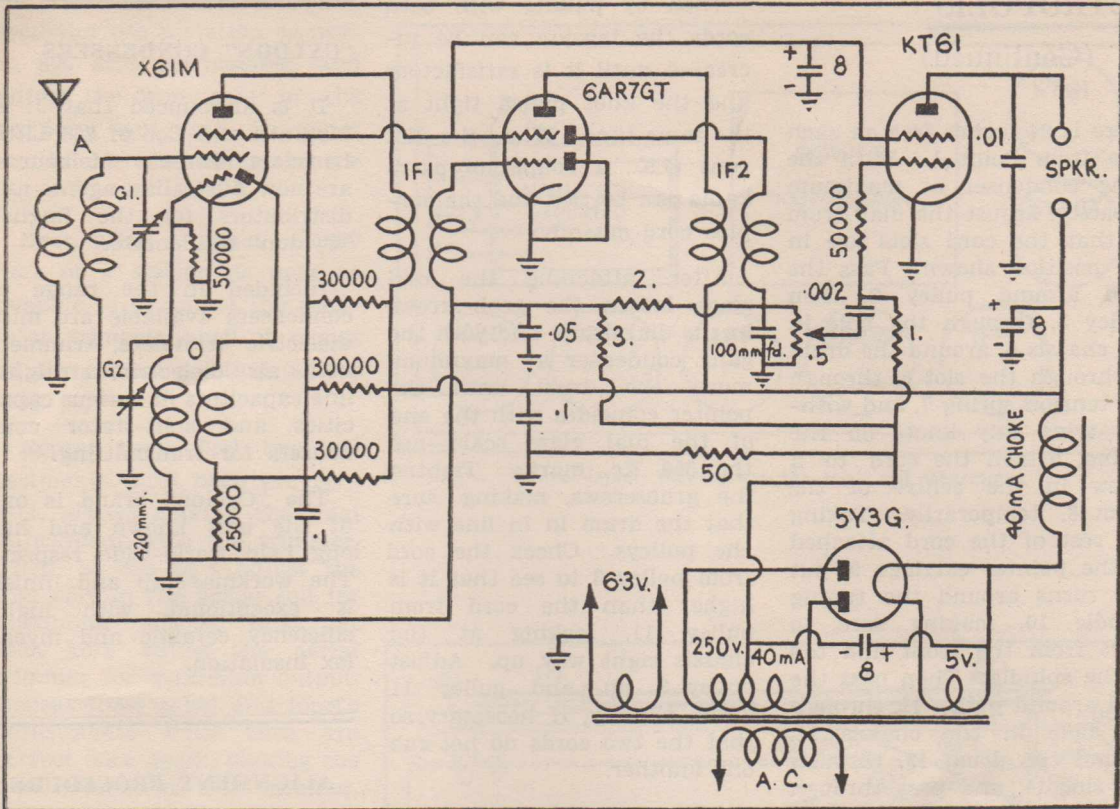 X61M
6AR7GT
KT61
+
8
-
A
G1.
IF1
IF2
.01
SPKR.
50000
50000
30000
2.
.002
3.
.05
100mmfd.
.5
1.
8
-
G2
O
30000
.1
50
40MA CHOKE
30000
5Y3G.
420mmf.
25000
.1
6·3v.
250v.
40mA
8
+
5v.
A.C.